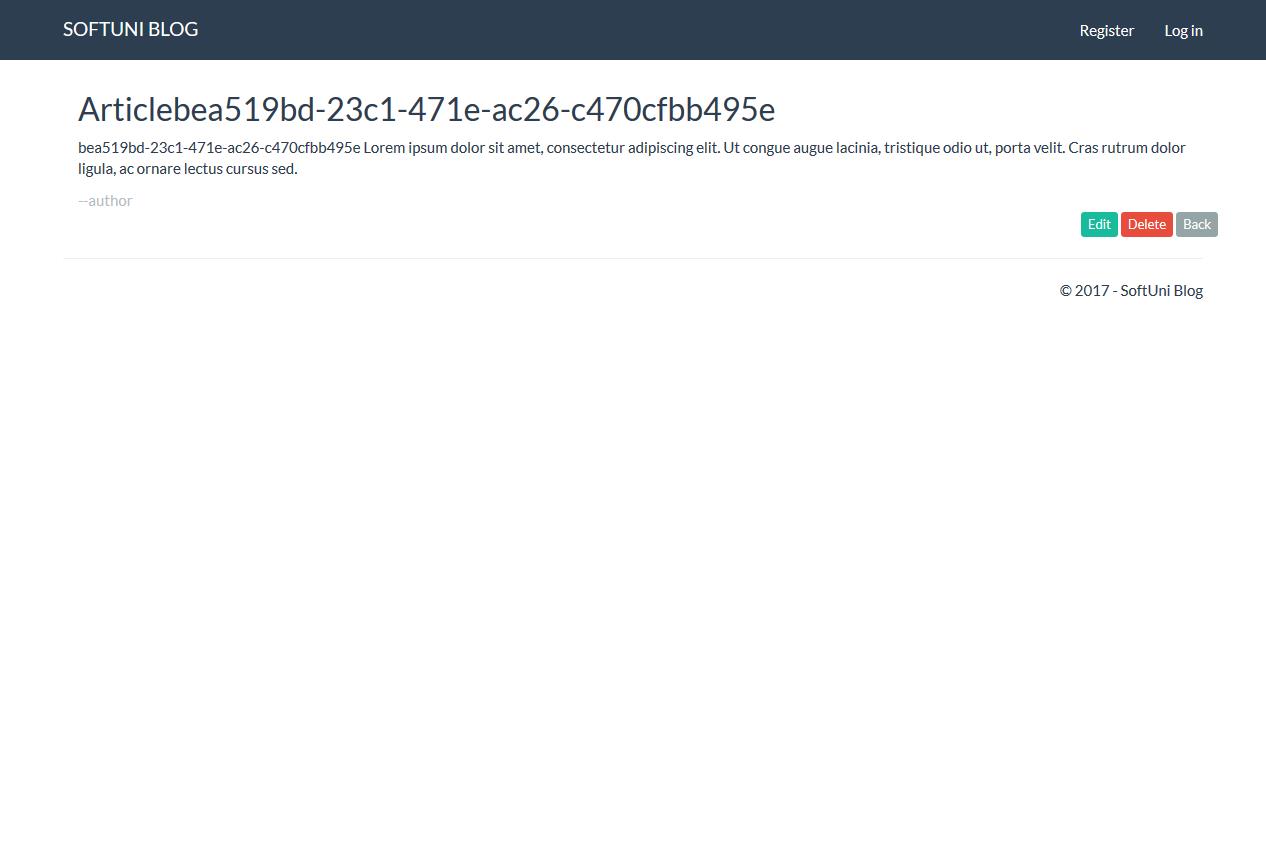 SOFTUNI BLOG
Register
Log in
Articlebea519bd-23c1-471e-ac26-c470cfbb495e
bea519bd-23c1-471e-ac26-c470cfbb495e Lorem ipsum dolor sit amet, consectetur adipiscing elit. Ut congue augue lacinia, tristique odio ut, porta velit. Cras rutrum dolor
ligula, ac ornare lectus cursus sed.
--author
Edit
Delete
Back
© 2017 - SoftUni Blog